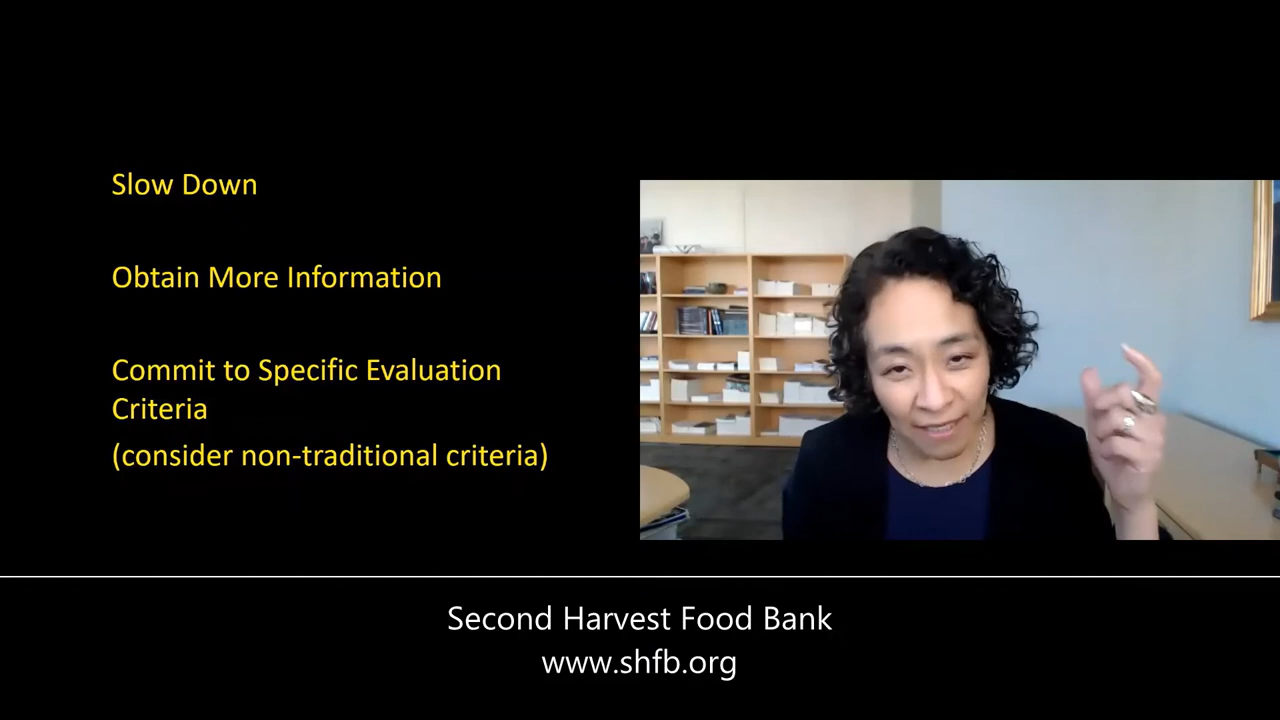 Slow Down
Obtain More Information
Commit to Specific Evaluation
Criteria
(consider non-traditional criteria)
Second Harvest Food Bank
www.shfb.org